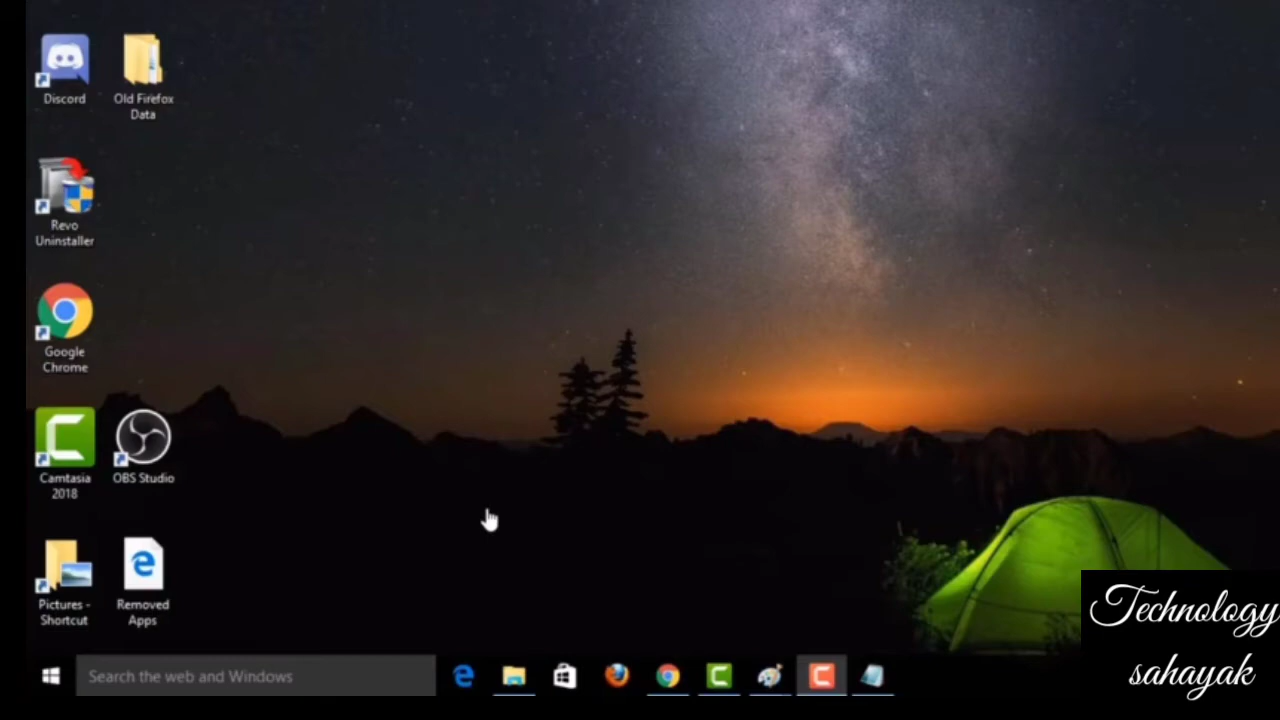 Discord
Old Firefox
Data
Revo
Uninstaller
Google
Chrome
Camtasia
2018
OBS Studio
Pictures -
Shortcut
Removed
Apps
Search the web and Windows
Technology
sahayak